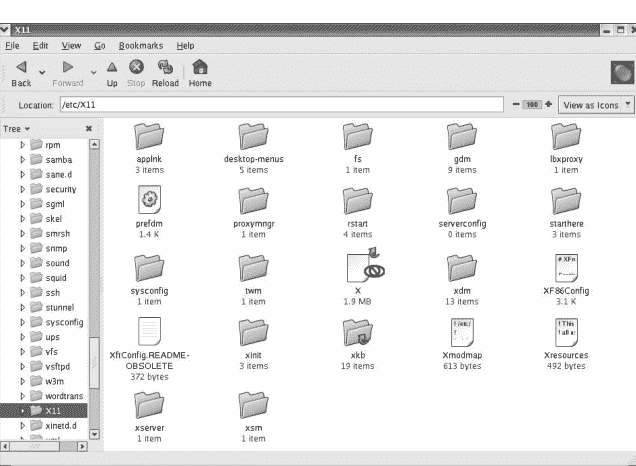 X11
File Edit View Go Bookmarks Help
Back Forward Up Stop Reload Home
Location: /etc/X11
100 View as Icons
Tree
rpm
samba
sane.d
security
sgml
skel
smrsh
snmp
sound
squid
ssh
stunnel
sysconfig
ups
vfs
vsftpd
w3m
wordtrans
X11
xinetd.d
applnk
3 items
desktop-menus
5 items
fs
1 item
gdm
9 items
lbxproxy
1 item
prefdm
1.4 K
proxymngr
1 item
rstart
4 items
serverconfig
0 items
starthere
3 items
sysconfig
1 item
twm
1 item
X
1.9 MB
xdm
13 items
# XFre
XF86Config
3.1 K
XftConfig.README-
OBSOLETE
372 bytes
xinit
3 items
xkb
19 items
! /etc/
!
Xmodmap
613 bytes
! This
! all u
Xresources
492 bytes
xserver
1 item
xsm
1 item